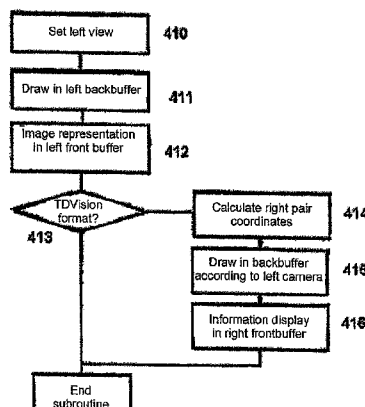 Set left view
410
Draw in left backbuffer
411
Image representation
in left front buffer
412
TDVision
format?
413
Calculate right pair
coordinates
414
Draw in backbuffer
according to left camera
415
Information display
in right frontbuffer
416
End
subroutine